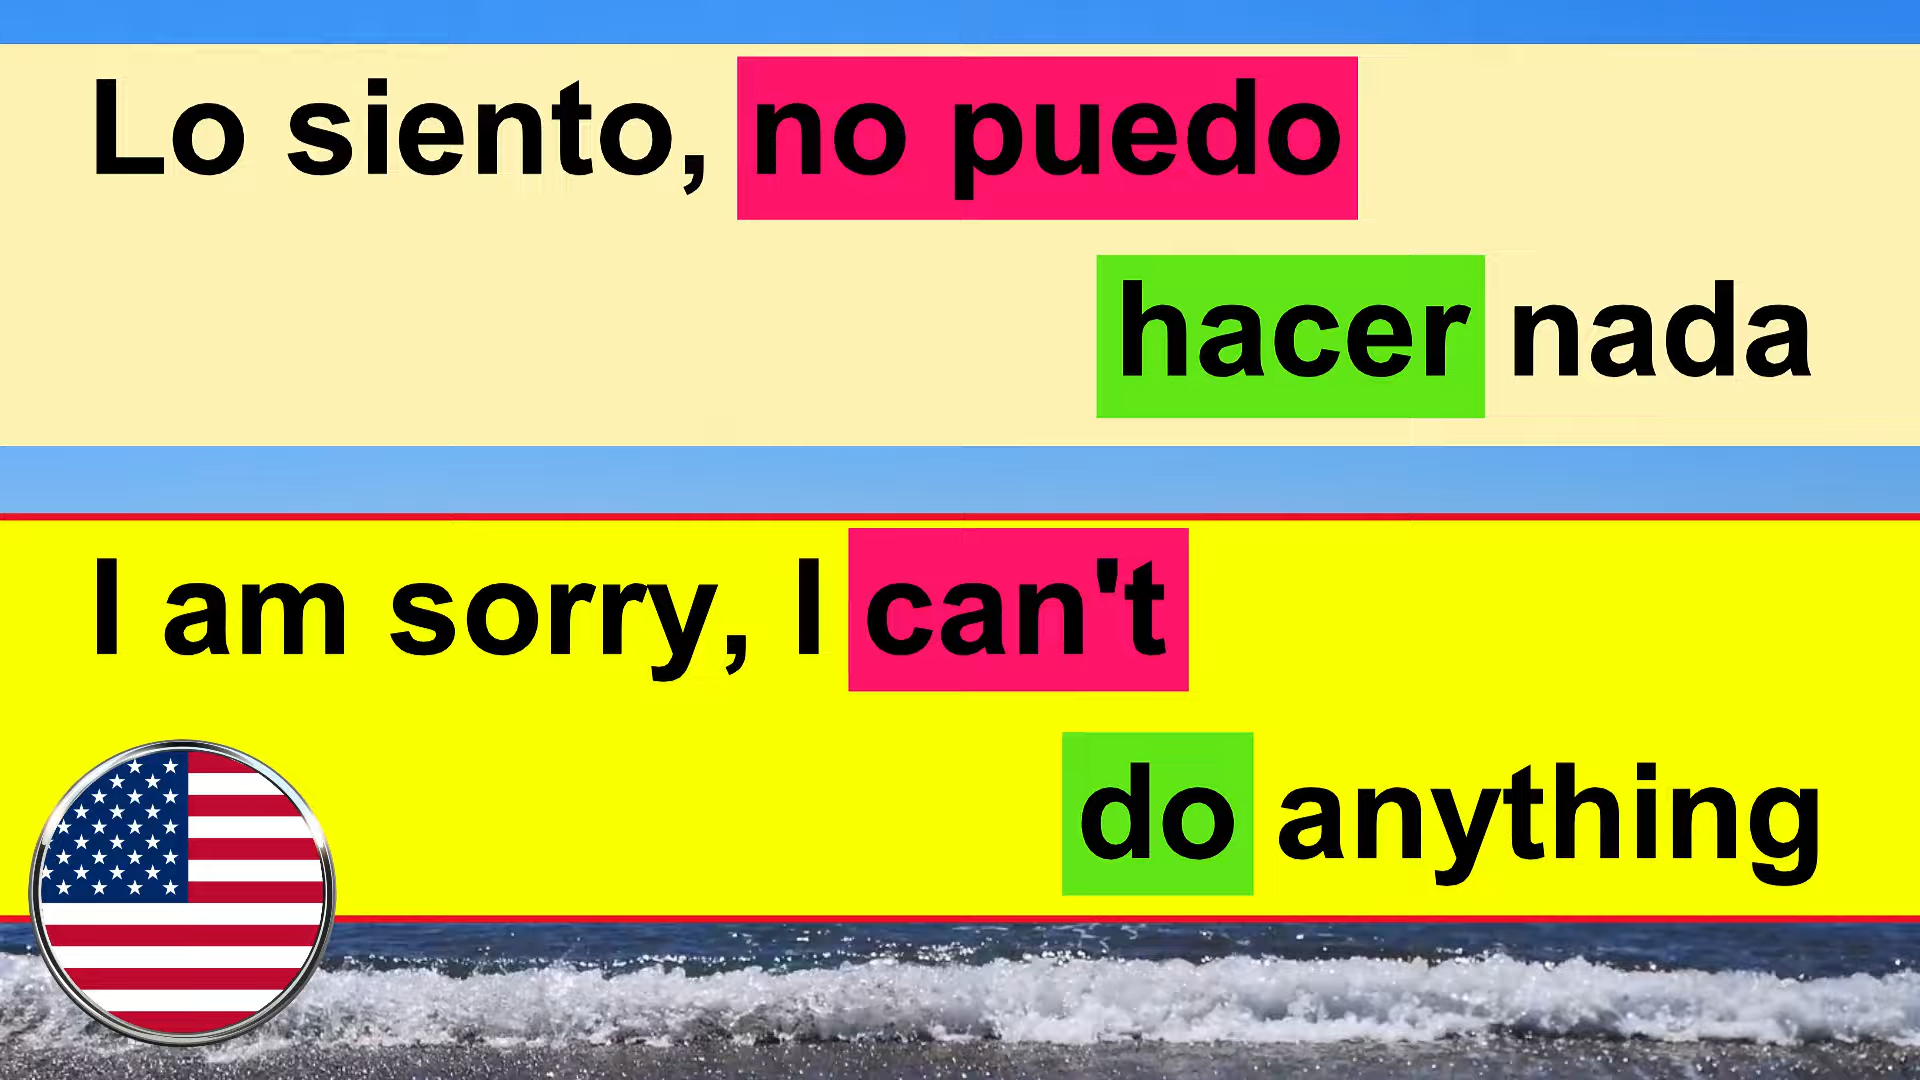 Lo siento, no puedo
hacer nada
I am sorry, I can't
do anything